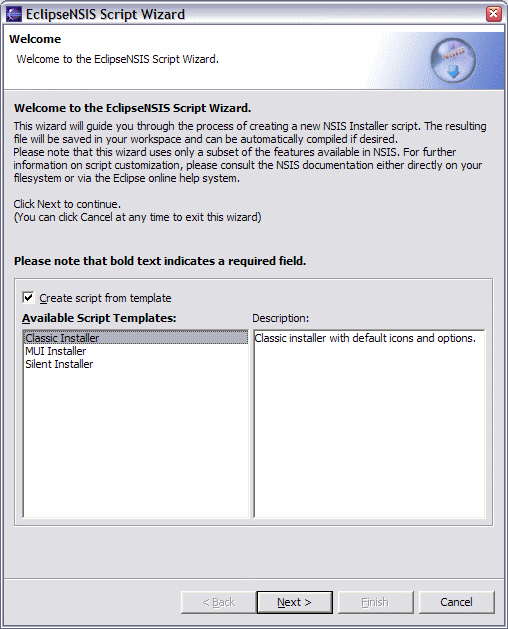 EclipseNSIS Script Wizard
Welcome
Welcome to the EclipseNSIS Script Wizard.
NSIS
Welcome to the EclipseNSIS Script Wizard.
This wizard will guide you through the process of creating a new NSIS Installer script. The resulting
file will be saved in your workspace and can be automatically compiled if desired.
Please note that this wizard uses only a subset of the features available in NSIS. For further
information on script customization, please consult the NSIS documentation either directly on your
filesystem or via the Eclipse online help system.
Click Next to continue.
(You can click Cancel at any time to exit this wizard)
Please note that bold text indicates a required field.
Create script from template
Available Script Templates:
Description:
Classic Installer
MUI Installer
Silent Installer
Classic installer with default icons and options.
< Back
Next >
Finish
Cancel